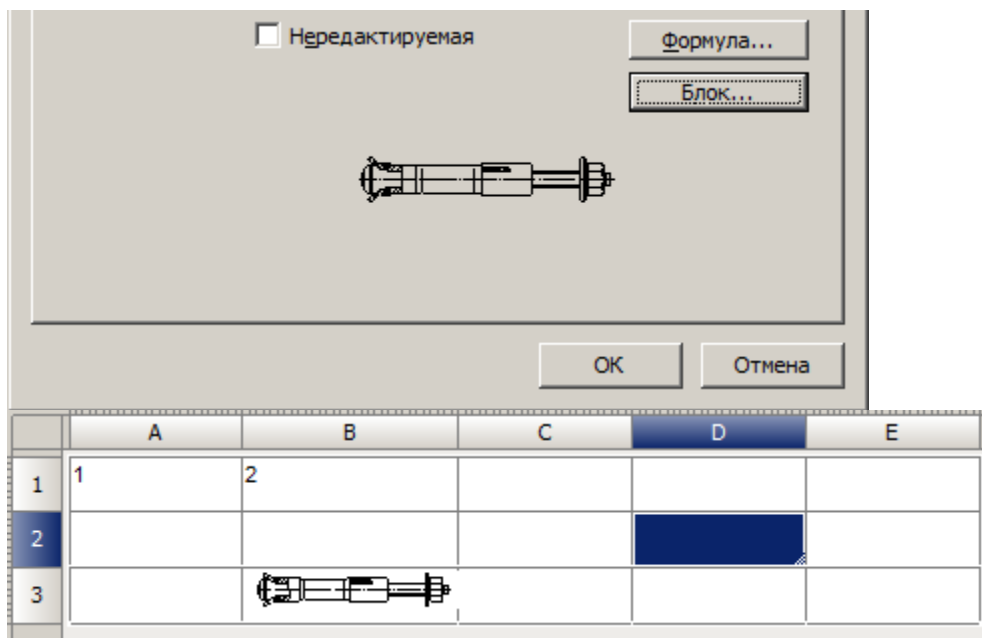 Нередактируемая
Формула...
Блок...
OK Отмена
A B C D E
1 1 2
2
3